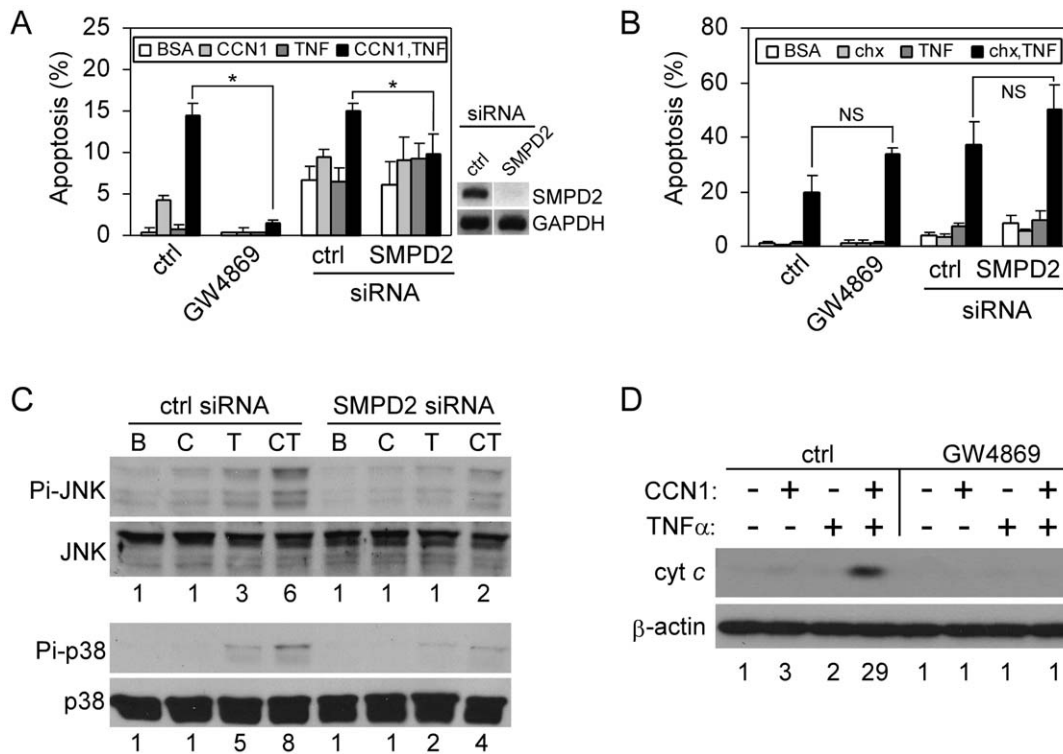 A
Apoptosis (%)
25
20
15
10
5
0
BSA CCN1 TNF CCN1,TNF
*
*
ctrl
GW4869
ctrl SMPD2
siRNA
siRNA
ctrl SMPD2
SMPD2
GAPDH
B
Apoptosis (%)
80
60
40
20
0
BSA chx TNF chx,TNF
NS
NS
ctrl
GW4869
ctrl SMPD2
siRNA
C
ctrl siRNA SMPD2 siRNA
B C T CT B C T CT
Pi-JNK
JNK
1 1 3 6 1 1 1 2
Pi-p38
p38
1 1 5 8 1 1 2 4
D
ctrl GW4869
CCN1: - + - + - + - +
TNFα: - - + + - - + +
cyt c
β-actin
1 3 2 29 1 1 1 1